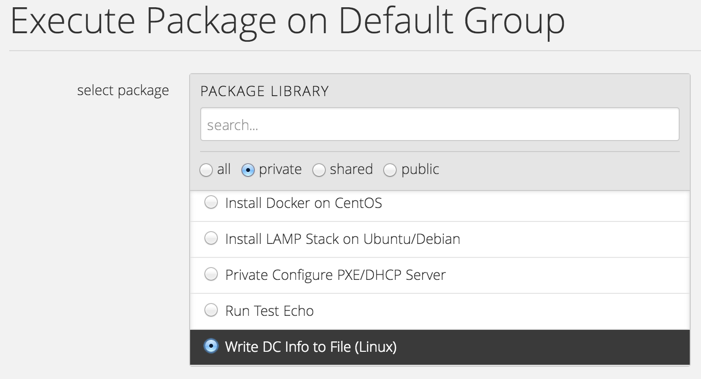 Execute Package on Default Group
select package
PACKAGE LIBRARY
search...
all private shared public
Install Docker on CentOS
Install LAMP Stack on Ubuntu/Debian
Private Configure PXE/DHCP Server
Run Test Echo
Write DC Info to File (Linux)